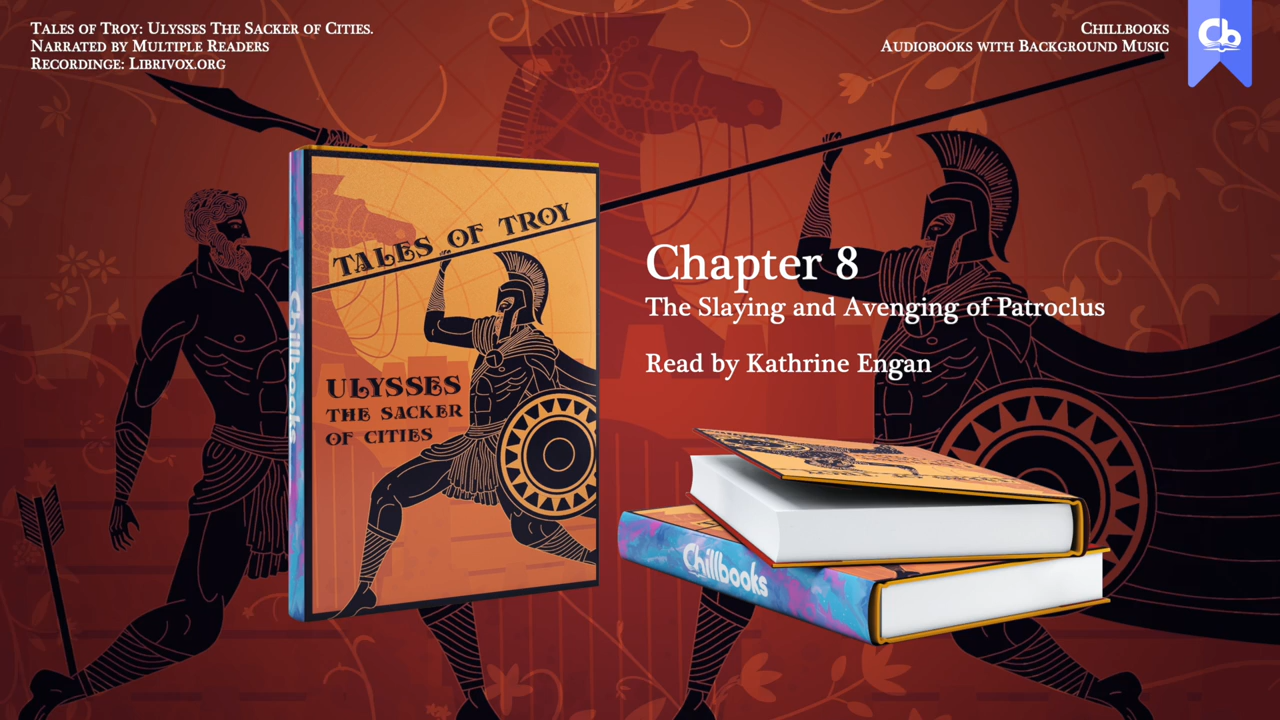 Tales of Troy: Ulysses The Sacker of Cities.
Narrated by Multiple Readers
Recordinge: Librivox.org
Chillbooks
Audiobooks with Background Music
Cb
TALES OF TROY
ULYSSES
THE SACKER
OF CITIES
Chillbooks
Chapter 8
The Slaying and Avenging of Patroclus
Read by Kathrine Engan
Chillbooks